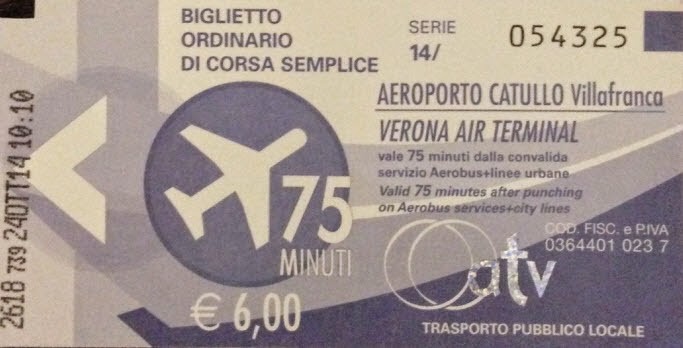 BIGLIETTO
ORDINARIO
DI CORSA SEMPLICE
SERIE
14/
054325
AEROPORTO CATULLO Villafranca
VERONA AIR TERMINAL
vale 75 minuti dalla convalida
servizio Aerobus+linee urbane
Valid 75 minutes after punching
on Aerobus services+city lines
75
MINUTI
€ 6,00
COD. FISC. e P.IVA
0364401 023 7
atv
TRASPORTO PUBBLICO LOCALE
2618 739 24OTT14 10:10